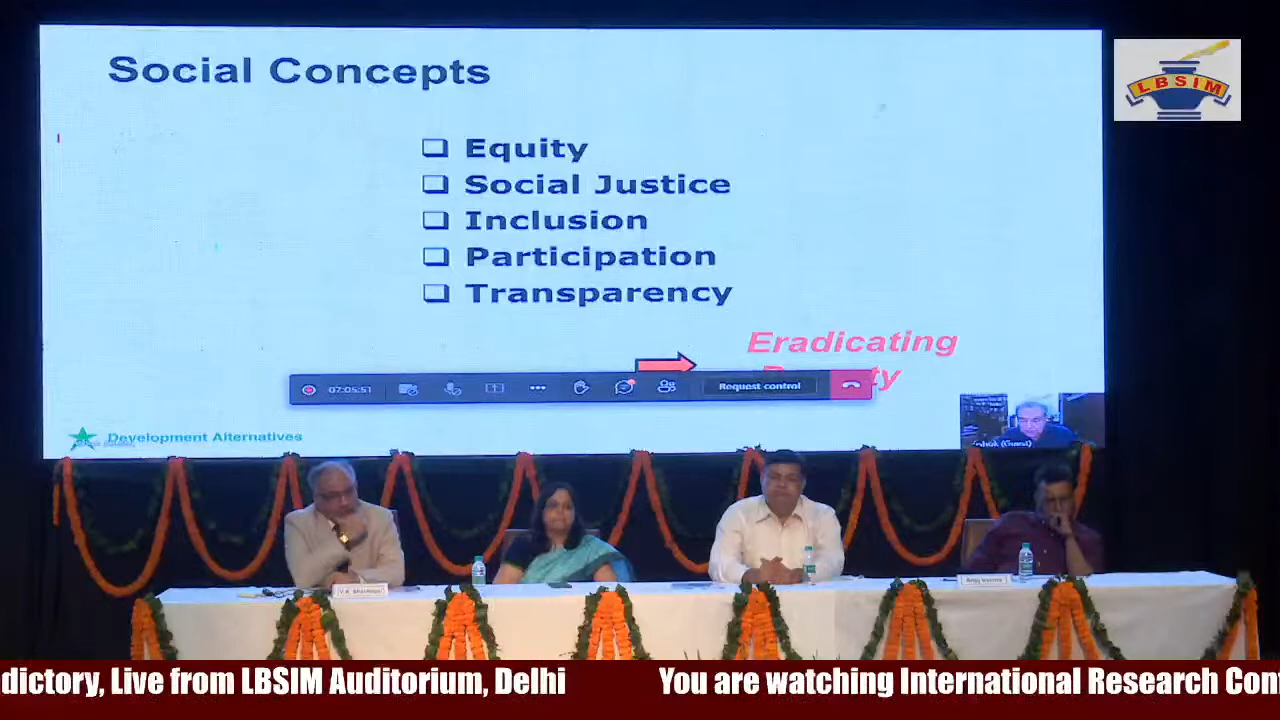 Social Concepts
LBSIM
❑ Equity
❑ Social Justice
❑ Inclusion
❑ Participation
❑ Transparency
Eradicating
07:05:51
Request control
Development Alternatives
dictory, Live from LBSIM Auditorium, Delhi
You are watching International Research Con